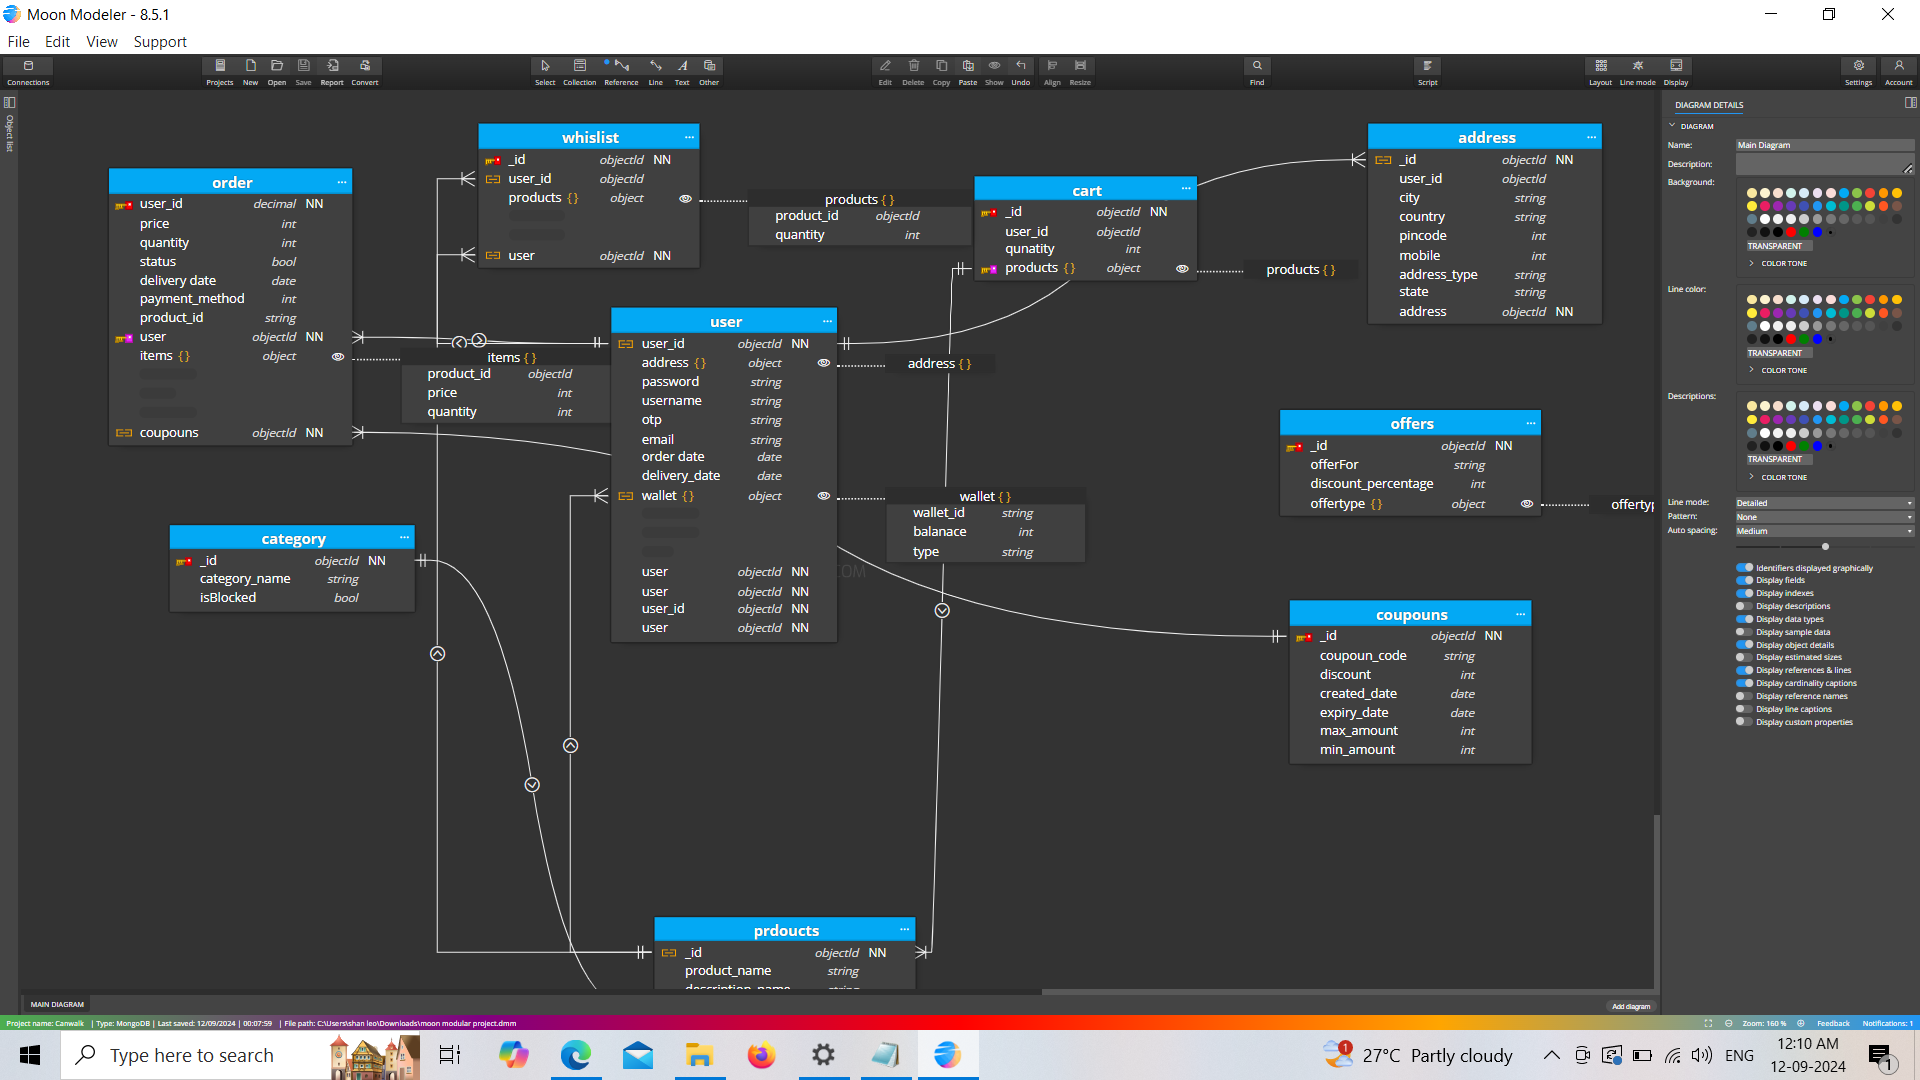 Moon Modeler - 8.5.1
File Edit View Support
Connections Projects New Open Save Report Convert Select Collection Reference Line Text Other Edit Delete Copy Paste Show Undo Align Resize Find Script Layout Line mode Display Settings Account
Object list
order ...
user_id decimal NN
price int
quantity int
status bool
delivery date date
payment_method int
product_id string
user objectId NN
items { } object
coupouns objectId NN
items { }
product_id objectId
price int
quantity int
category ...
_id objectId NN
category_name string
isBlocked bool
whislist ...
_id objectId NN
user_id objectId
products { } object
user objectId NN
products { }
product_id objectId
quantity int
user ...
user_id objectId NN
address { } object
password string
username string
otp string
email string
order date date
delivery_date date
wallet { } object
user objectId NN
user objectId NN
user_id objectId NN
user objectId NN
address { }
wallet { }
wallet_id string
balanace int
type string
cart ...
_id objectId NN
user_id objectId
qunatity int
products { } object
products { }
address ...
_id objectId NN
user_id objectId
city string
country string
pincode int
mobile int
address_type string
state string
address objectId NN
offers ...
_id objectId NN
offerFor string
discount_percentage int
offertype { } object
offertyp
coupouns ...
_id objectId NN
coupoun_code string
discount int
created_date date
expiry_date date
max_amount int
min_amount int
prdoucts ...
_id objectId NN
product_name string
description_name string
DIAGRAM DETAILS
DIAGRAM
Name: Main Diagram
Description:
Background:
TRANSPARENT
COLOR TONE
Line color:
TRANSPARENT
COLOR TONE
Descriptions:
TRANSPARENT
COLOR TONE
Line mode: Detailed
Pattern: None
Auto spacing: Medium
Identifiers displayed graphically
Display fields
Display indexes
Display descriptions
Display data types
Display sample data
Display object details
Display estimated sizes
Display references & lines
Display cardinality captions
Display reference names
Display line captions
Display custom properties
MAIN DIAGRAM
Add diagram
Project name: Canwalk | Type: MongoDB | Last saved: 12/09/2024 | 00:07:59 | File path: C:\Users\shan leo\Downloads\moon modular project.dmm
Zoom: 160 % Feedback Notifications: 1
Type here to search
1
27°C Partly cloudy
ENG
12:10 AM
12-09-2024
1